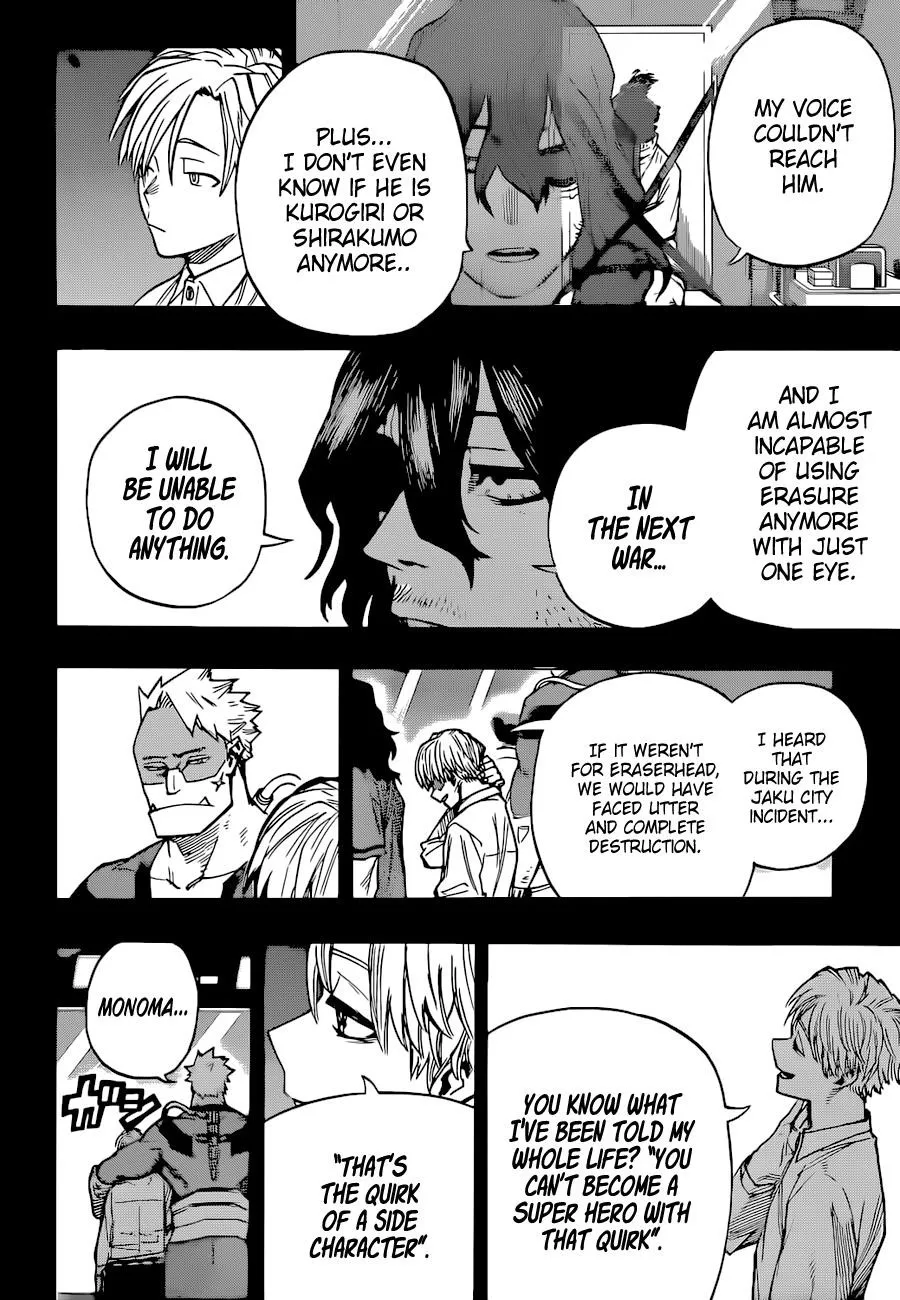 MY VOICE
COULDN'T
REACH
HIM.
PLUS...
I DON'T EVEN
KNOW IF HE IS
KUROGIRI OR
SHIRAKUMO
ANYMORE..
AND I
AM ALMOST
INCAPABLE
OF USING
ERASURE
ANYMORE
WITH JUST
ONE EYE.
IN
THE NEXT
WAR...
I WILL
BE UNABLE
TO DO
ANYTHING.
I HEARD
THAT
DURING THE
JAKU CITY
INCIDENT...
IF IT WEREN'T
FOR ERASERHEAD,
WE WOULD HAVE
FACED UTTER
AND COMPLETE
DESTRUCTION.
YOU KNOW WHAT
I'VE BEEN TOLD MY
WHOLE LIFE? "YOU
CAN'T BECOME A
SUPER HERO WITH
THAT QUIRK".
"THAT'S
THE QUIRK
OF A SIDE
CHARACTER".
MONOMA...
ガシ